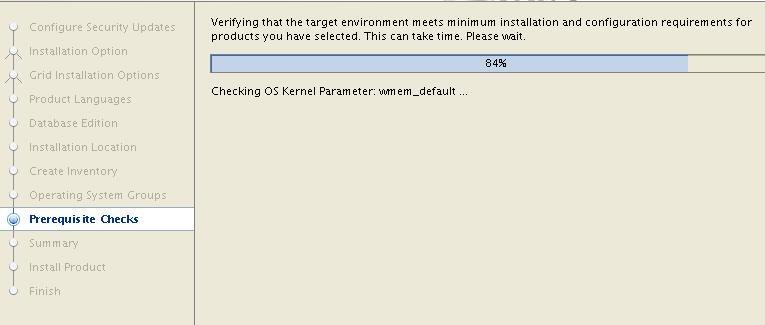 Configure Security Updates
Installation Option
Grid Installation Options
Product Languages
Database Edition
Installation Location
Create Inventory
Operating System Groups
Prerequisite Checks
Summary
Install Product
Finish
Verifying that the target environment meets minimum installation and configuration requirements for
products you have selected. This can take time. Please wait.
84%
Checking OS Kernel Parameter: wmem_default ...